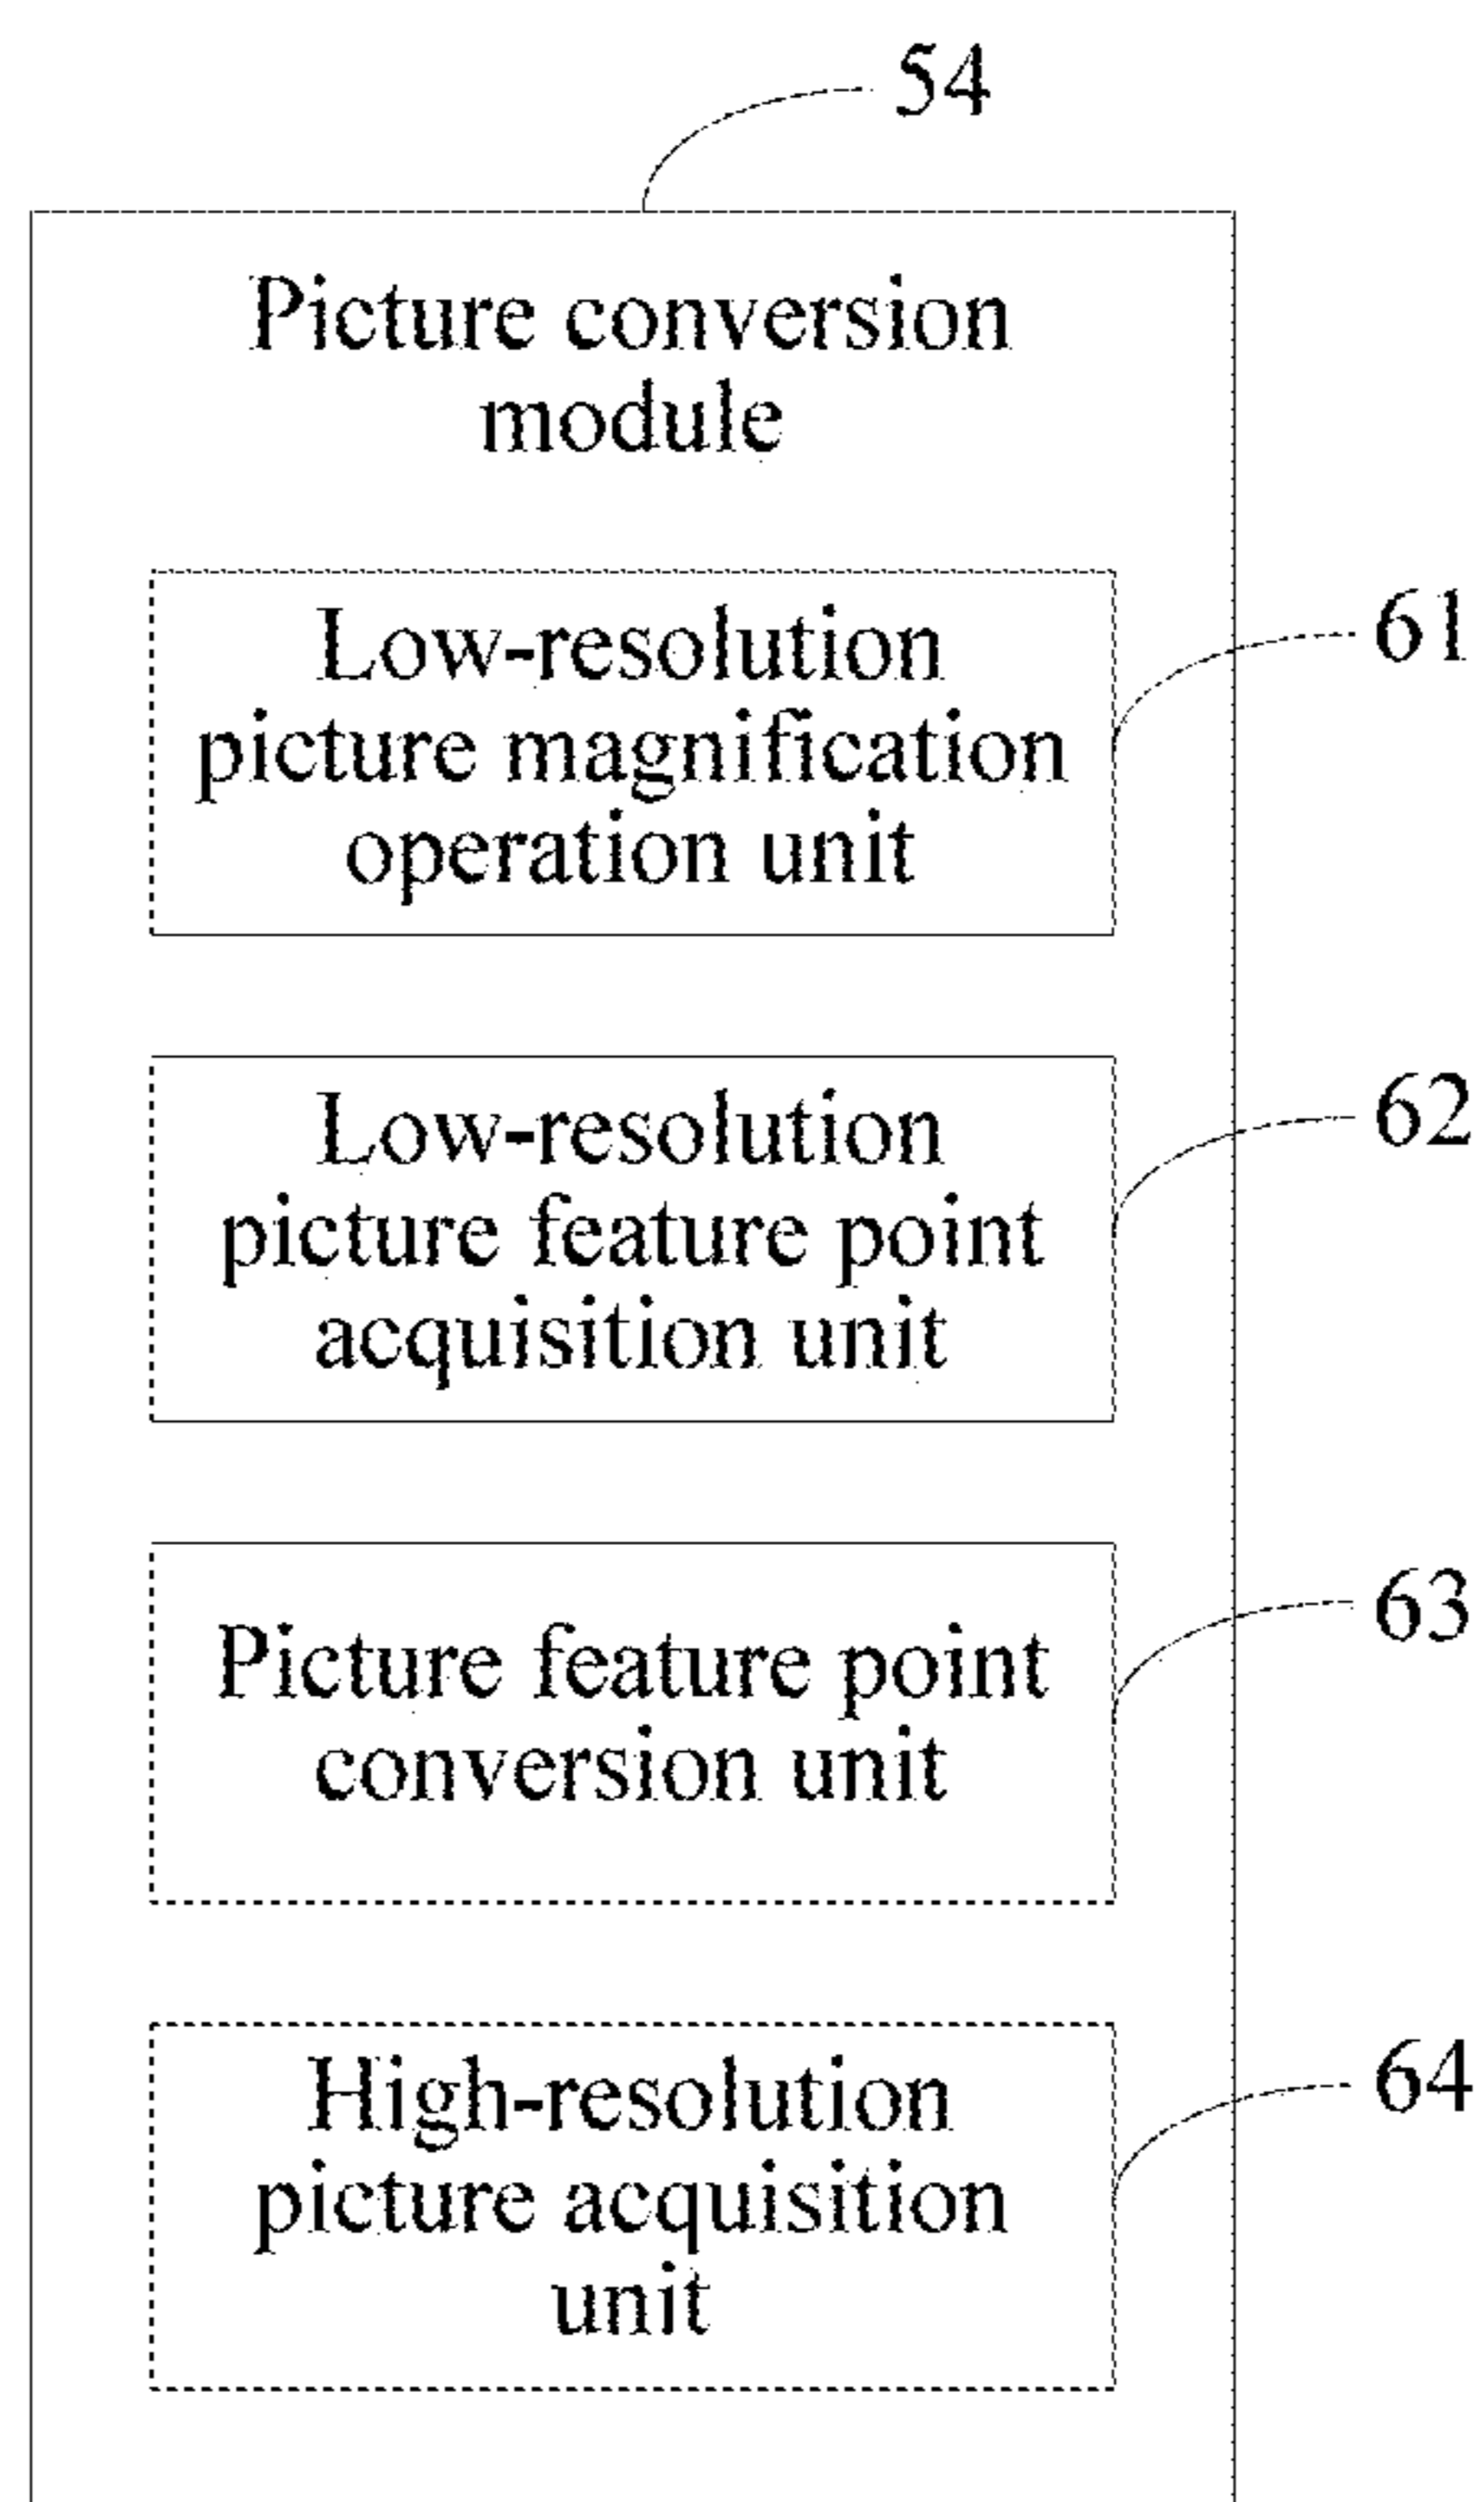 54
Picture conversion
module
Low-resolution
picture magnification
operation unit
61
Low-resolution
picture feature point
acquisition unit
62
Picture feature point
conversion unit
63
High-resolution
picture acquisition
unit
64